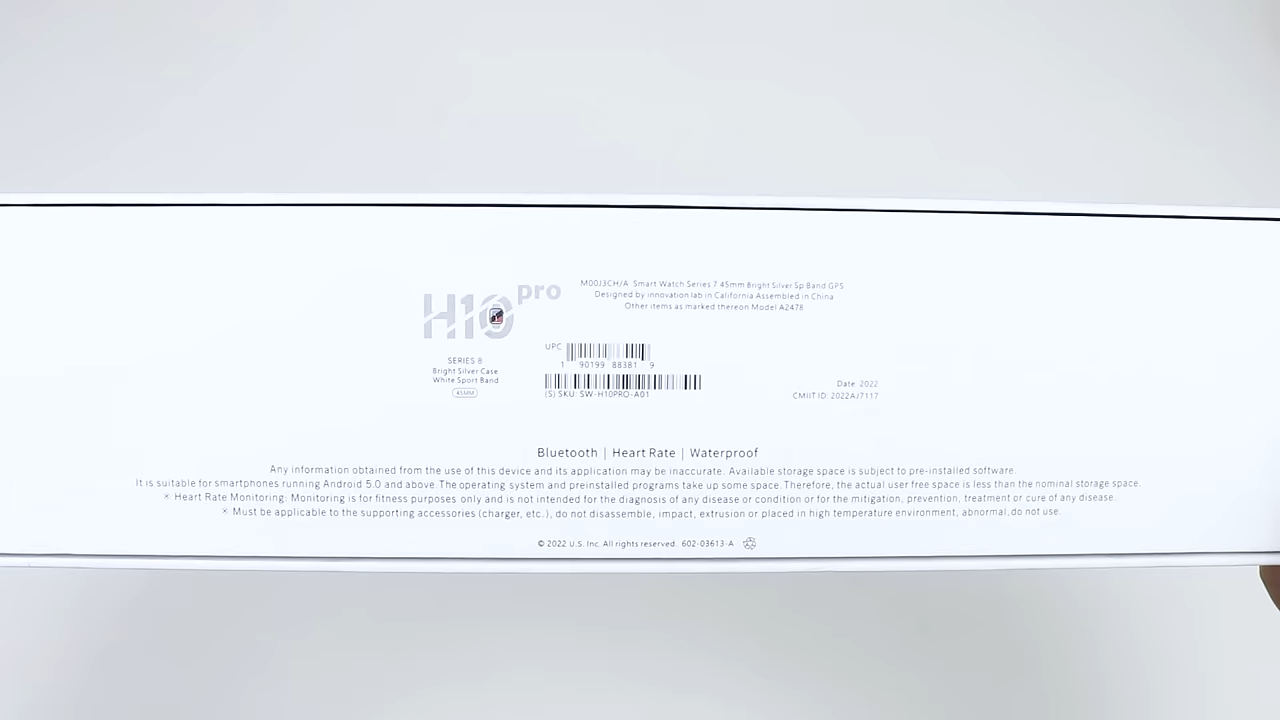 H10 pro
SERIES 8
Bright Silver Case
White Sport Band
45MM
M00J3CH/A Smart Watch Series 7 45mm Bright Silver Sp Band GPS
Designed by innovation lab in California Assembled in China
Other items as marked thereon Model A2478
UPC
1 90199 88381 9
(S) SKU: SW-H10PRO-A01
Date: 2022
CMIIT ID: 2022AJ7117
Bluetooth | Heart Rate | Waterproof
Any information obtained from the use of this device and its application may be inaccurate. Available storage space is subject to pre-installed software.
It is suitable for smartphones running Android 5.0 and above. The operating system and preinstalled programs take up some space. Therefore, the actual user free space is less than the nominal storage space.
※ Heart Rate Monitoring: Monitoring is for fitness purposes only and is not intended for the diagnosis of any disease or condition or for the mitigation, prevention, treatment or cure of any disease.
※ Must be applicable to the supporting accessories (charger, etc.), do not disassemble, impact, extrusion or placed in high temperature environment, abnormal, do not use.
© 2022 U.S. Inc. All rights reserved. 602-03613-A